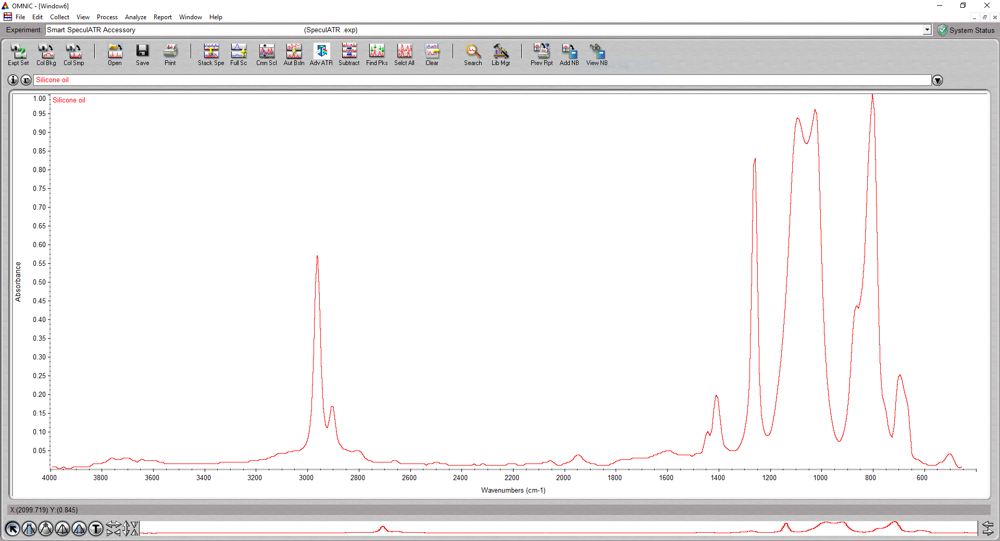 OMNIC - [Window6]
File Edit Collect View Process Analyze Report Window Help
Experiment: Smart SpeculATR Accessory (SpeculATR .exp) System Status
Expt Set Col Bkg Col Smp Open Save Print Stack Spe Full Sc Cmn Scl Aut Bsln Adv ATR Subtract Find Pks Selct All Clear Search Lib Mgr Prev Rpt Add NB View NB
Window Snip
i r Silicone oil
Silicone oil
1.00
0.95
0.90
0.85
0.80
0.75
0.70
0.65
0.60
0.55
0.50
0.45
0.40
0.35
0.30
0.25
0.20
0.15
0.10
0.05
Absorbance
4000 3800 3600 3400 3200 3000 2800 2600 2400 2200 2000 1800 1600 1400 1200 1000 800 600
Wavenumbers (cm-1)
X:(2099.719) Y:(0.845)
T